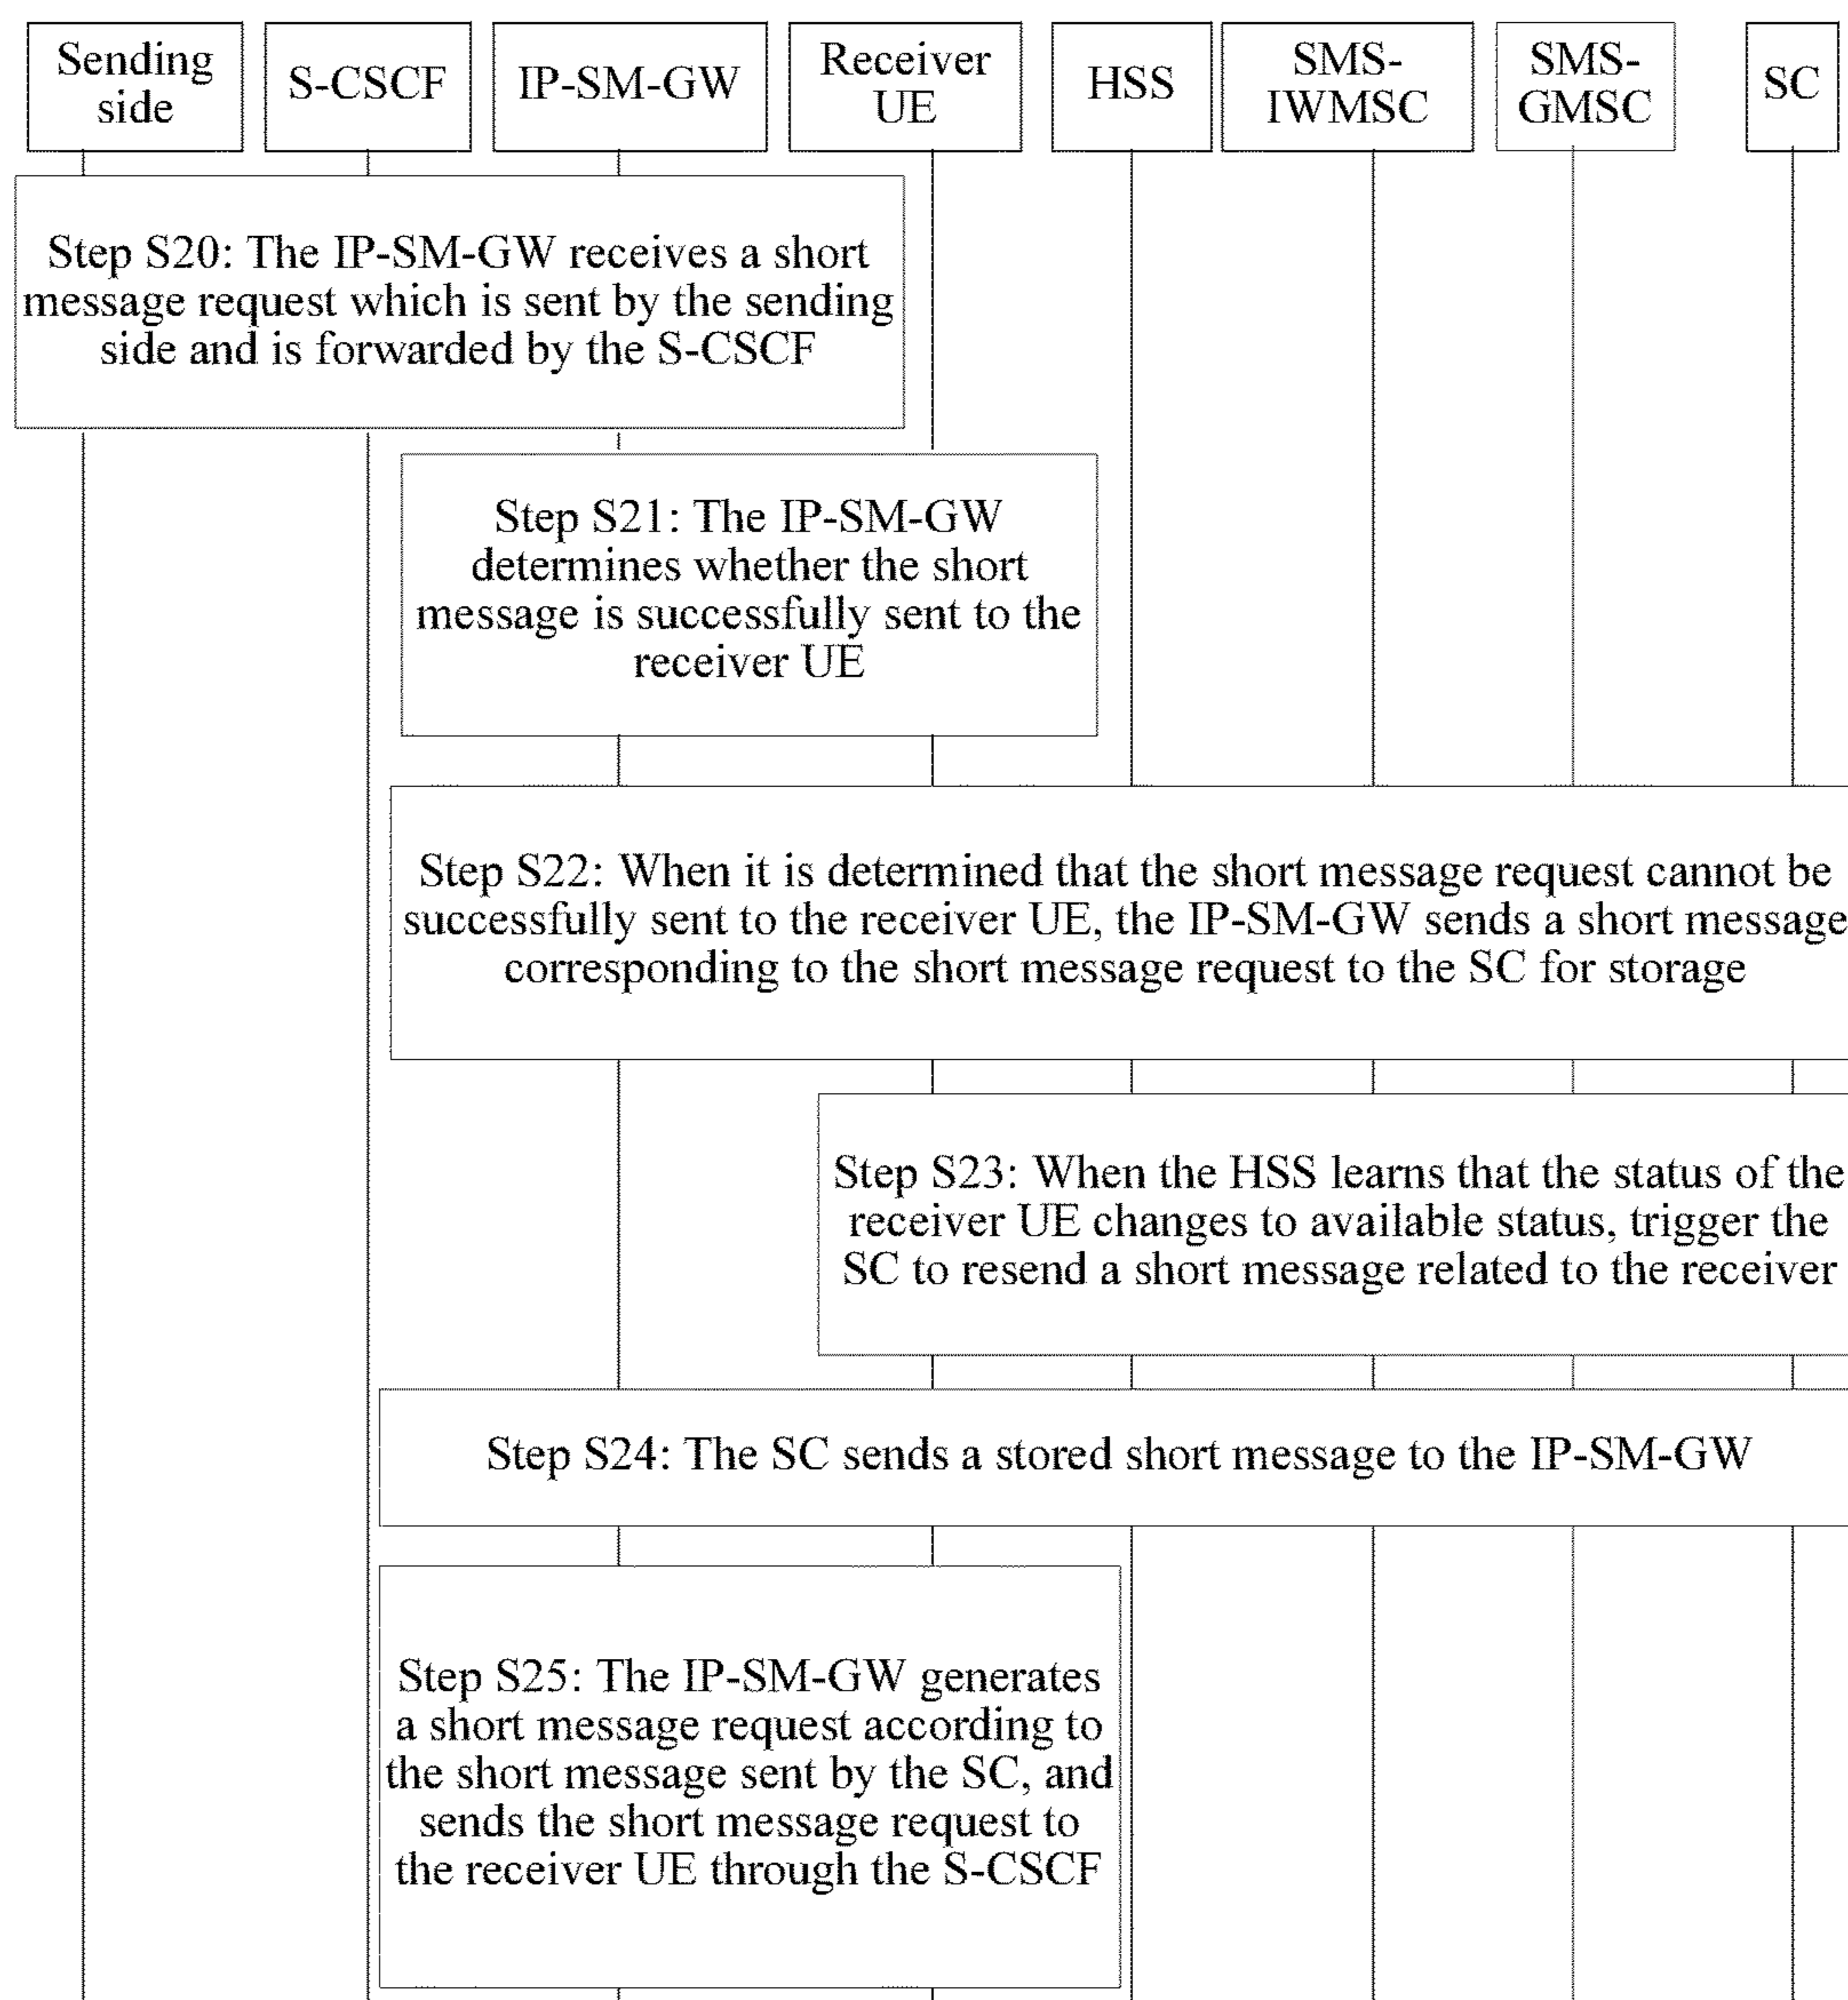 Sending
side
S-CSCF
IP-SM-GW
Receiver
UE
HSS
SMS-
IWMSC
SMS-
GMSC
SC
Step S20: The IP-SM-GW receives a short
message request which is sent by the sending
side and is forwarded by the S-CSCF
Step S21: The IP-SM-GW
determines whether the short
message is successfully sent to the
receiver UE
Step S22: When it is determined that the short message request cannot be
successfully sent to the receiver UE, the IP-SM-GW sends a short message
corresponding to the short message request to the SC for storage
Step S23: When the HSS learns that the status of the
receiver UE changes to available status, trigger the
SC to resend a short message related to the receiver
Step S24: The SC sends a stored short message to the IP-SM-GW
Step S25: The IP-SM-GW generates
a short message request according to
the short message sent by the SC, and
sends the short message request to
the receiver UE through the S-CSCF